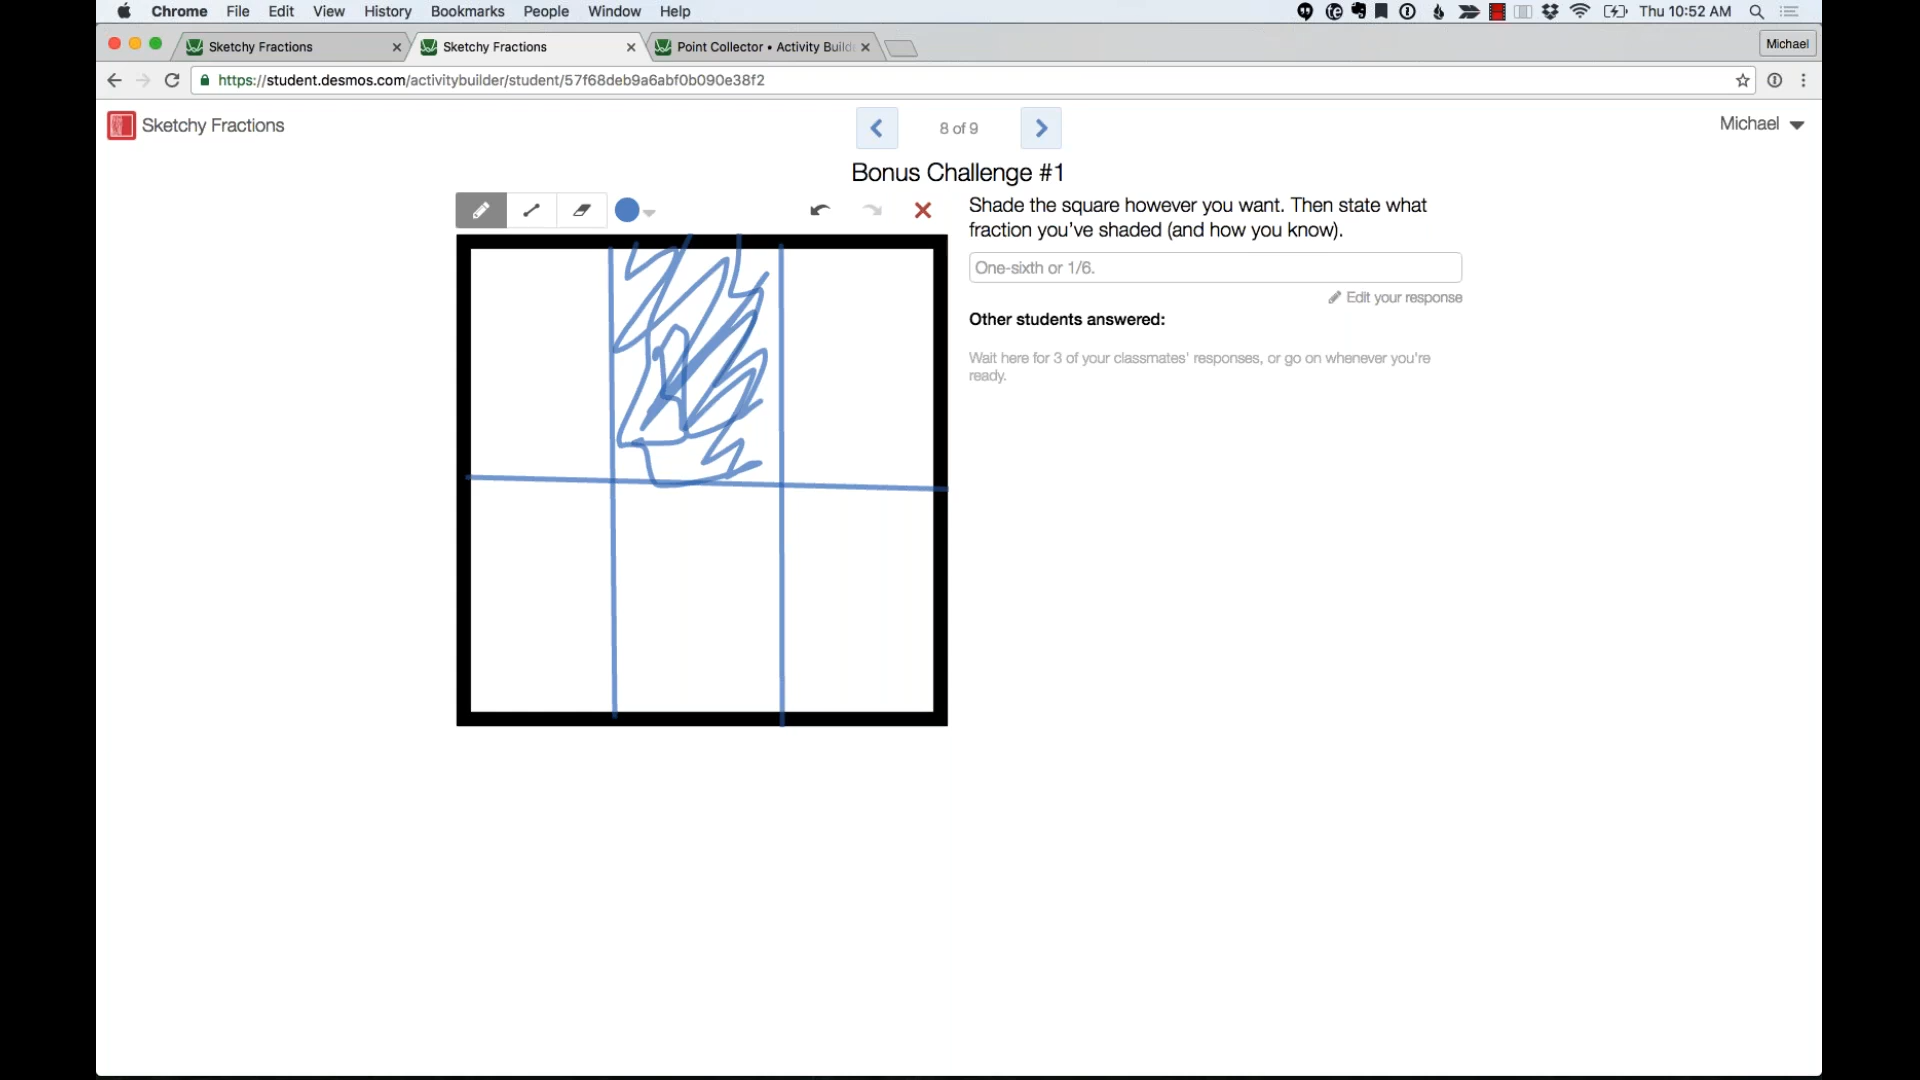 Chrome File Edit View History Bookmarks People Window Help Thu 10:52 AM
Sketchy Fractions Sketchy Fractions Point Collector • Activity Build Michael
https://student.desmos.com/activitybuilder/student/57f68deb9a6abf0b090e38f2
Sketchy Fractions 8 of 9 Michael
Bonus Challenge #1
Shade the square however you want. Then state what
fraction you've shaded (and how you know).
One-sixth or 1/6.
Edit your response
Other students answered:
Wait here for 3 of your classmates' responses, or go on whenever you're
ready.